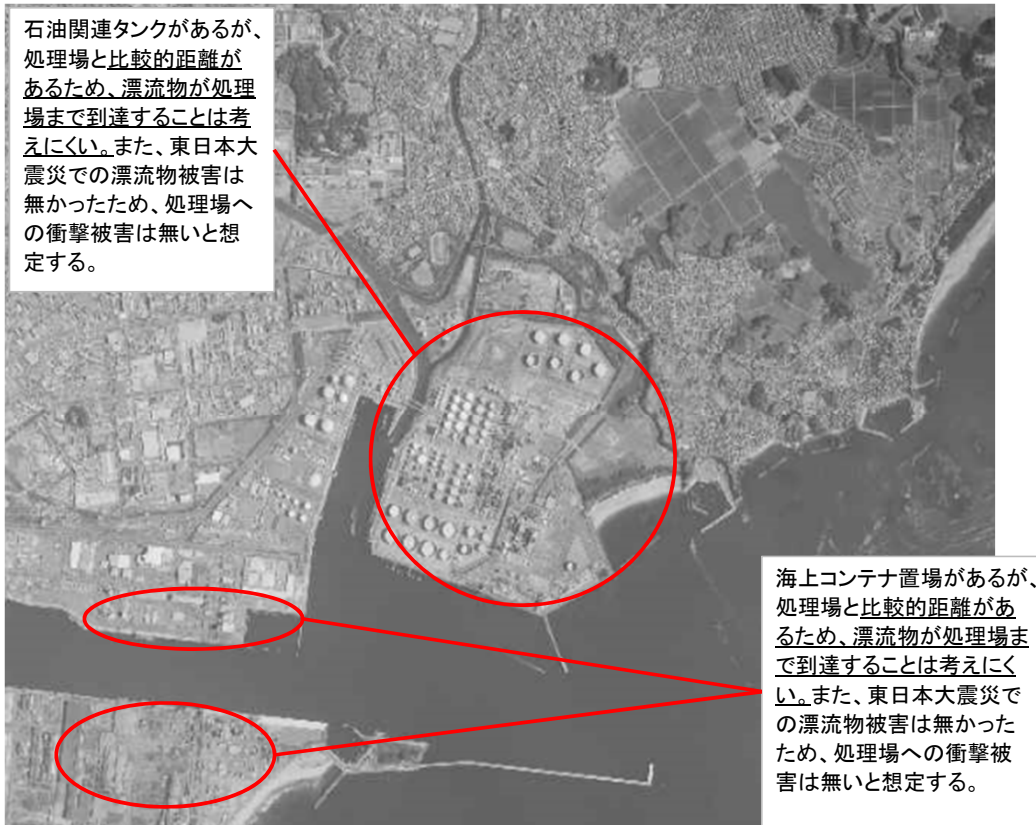 石油関連タンクがあるが、
処理場と比較的距離が
あるため、漂流物が処理
場まで到達することは考
えにくい。また、東日本大
震災での漂流物被害は
無かったため、処理場へ
の衝撃被害は無いと想
定する。
海上コンテナ置場があるが、
処理場と比較的距離があ
るため、漂流物が処理場ま
で到達することは考えにく
い。また、東日本大震災で
の漂流物被害は無かった
ため、処理場への衝撃被
害は無いと想定する。